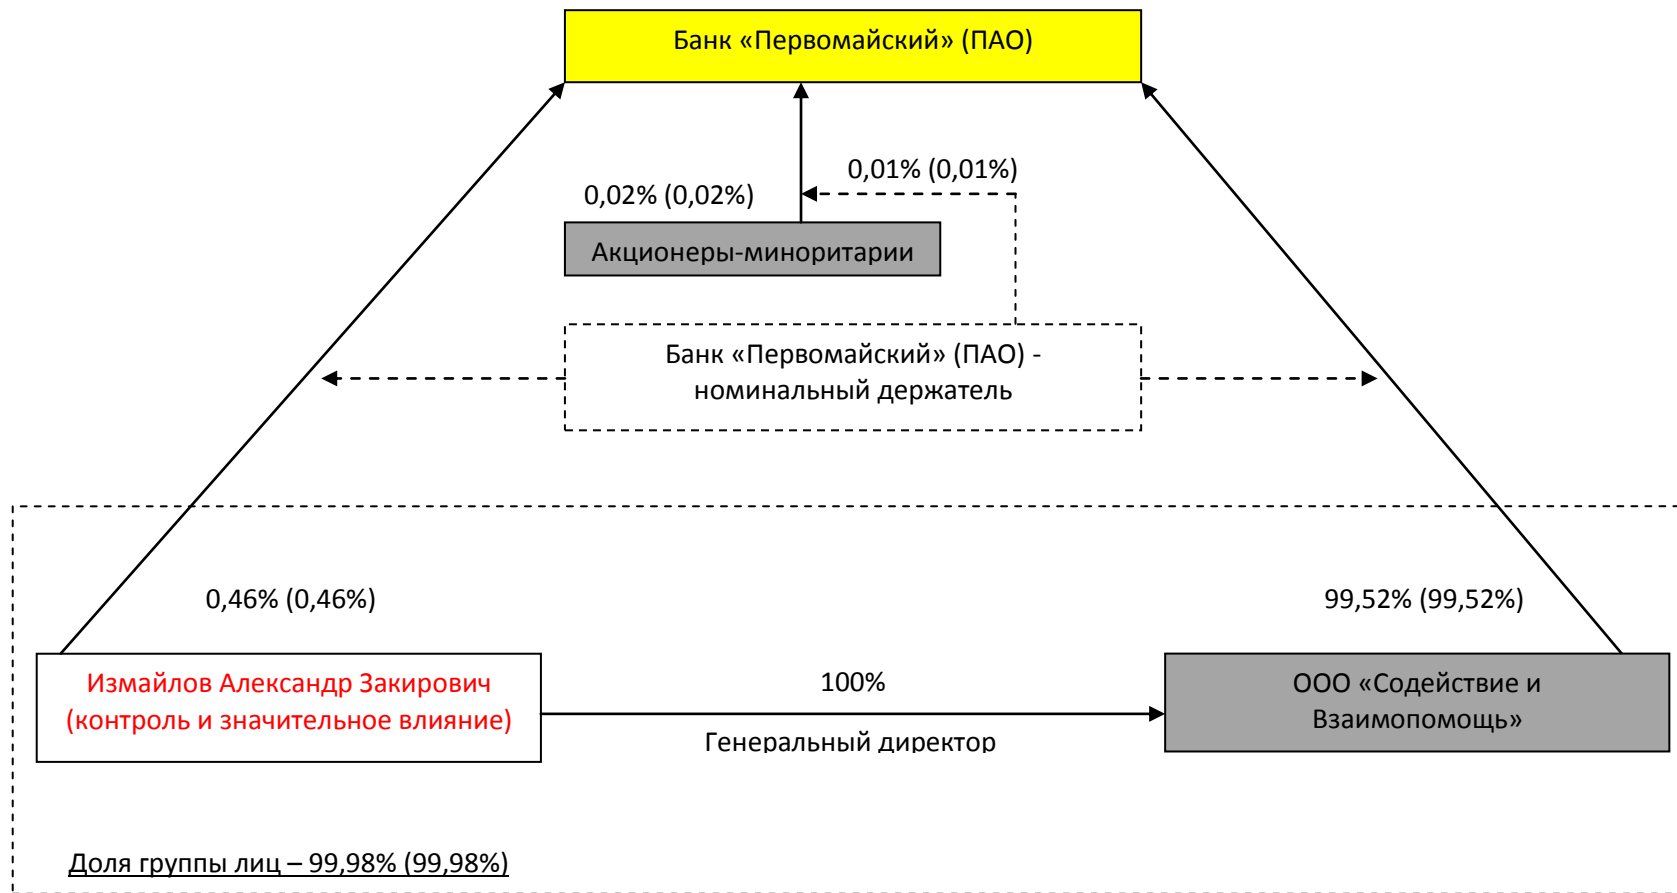 Банк «Первомайский» (ПАО)
0,01% (0,01%)
0,02% (0,02%)
Акционеры-миноритарии
Банк «Первомайский» (ПАО) -
номинальный держатель
0,46% (0,46%)
99,52% (99,52%)
Измайлов Александр Закирович
(контроль и значительное влияние)
100%
Генеральный директор
ООО «Содействие и
Взаимопомощь»
Доля группы лиц – 99,98% (99,98%)